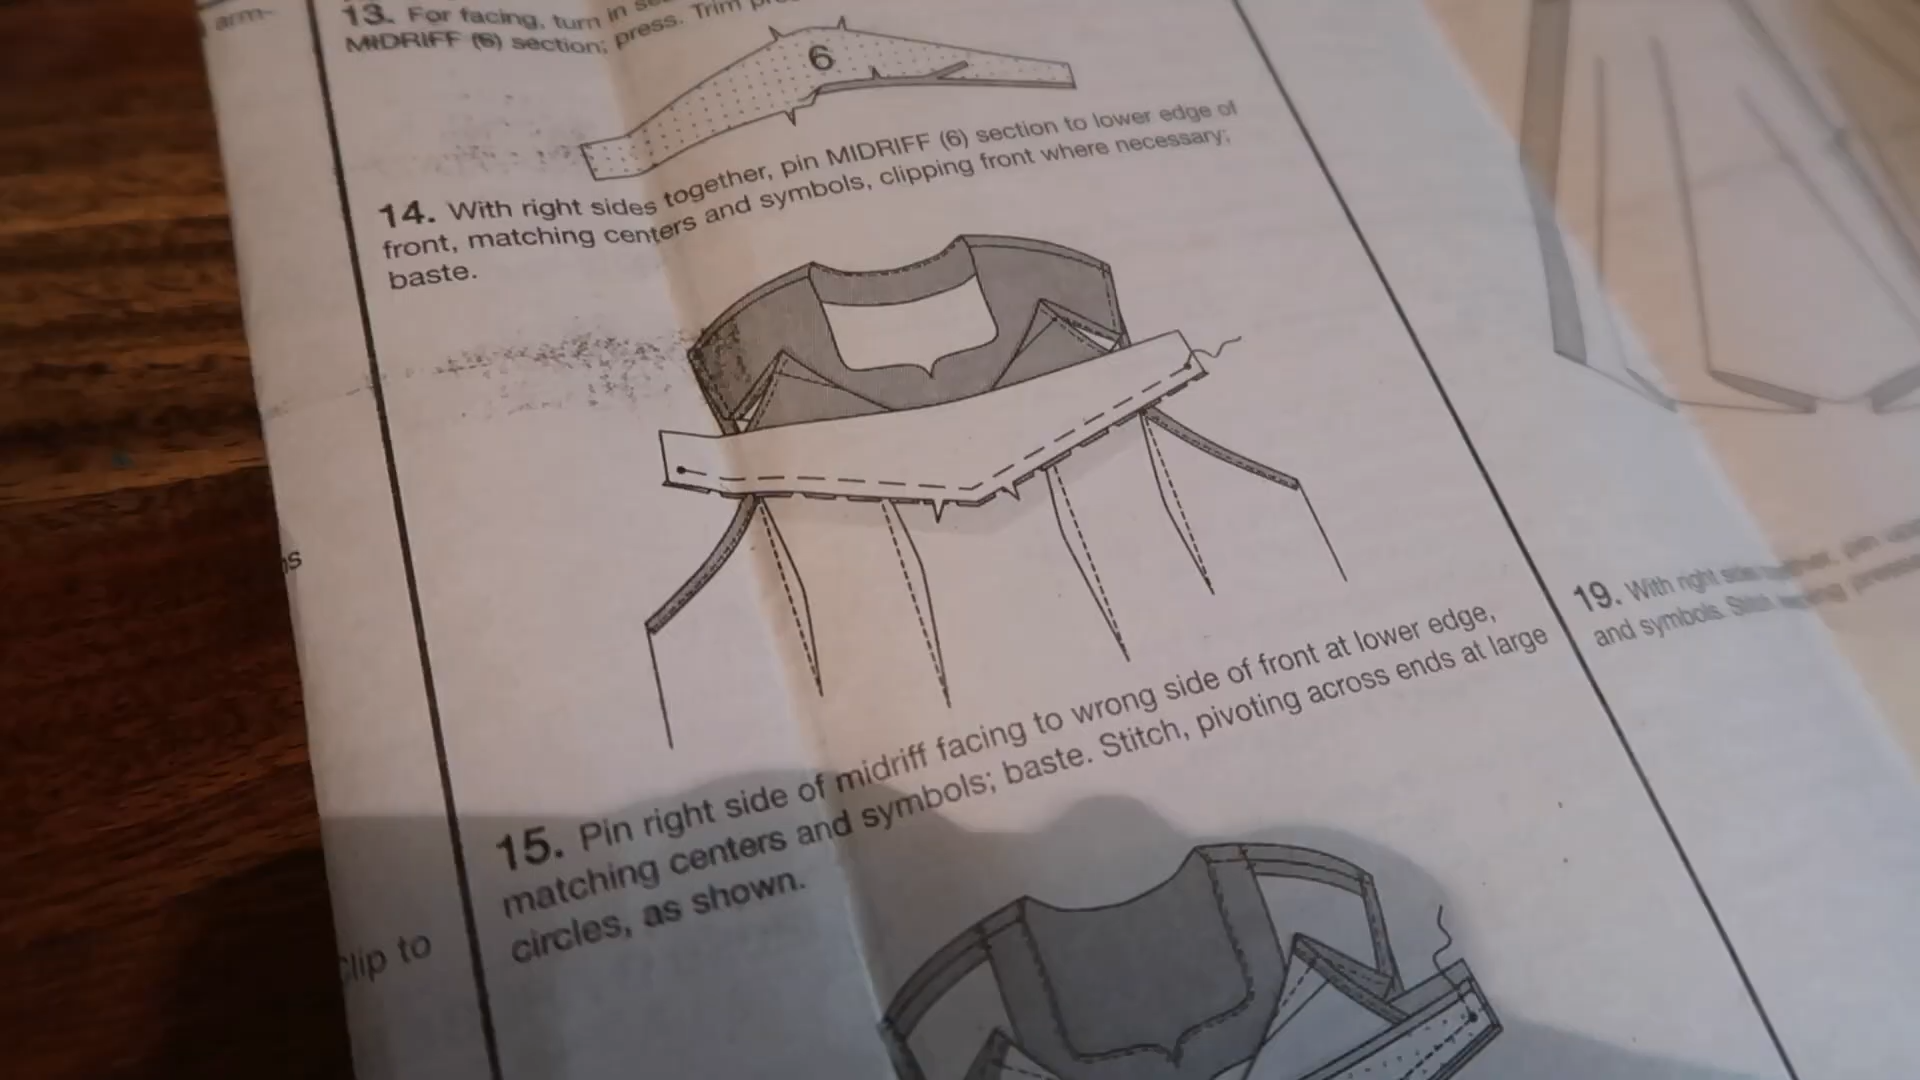 arm-
13. For facing, turn in
MIDRIFF (6) section; press. Trim
6
14. With right sides together, pin MIDRIFF (6) section to lower edge of
front, matching centers and symbols, clipping front where necessary;
baste.
15. Pin right side of midriff facing to wrong side of front at lower edge,
matching centers and symbols; baste. Stitch, pivoting across ends at large
circles, as shown.
clip to
19. With right
and symbols. Stitch